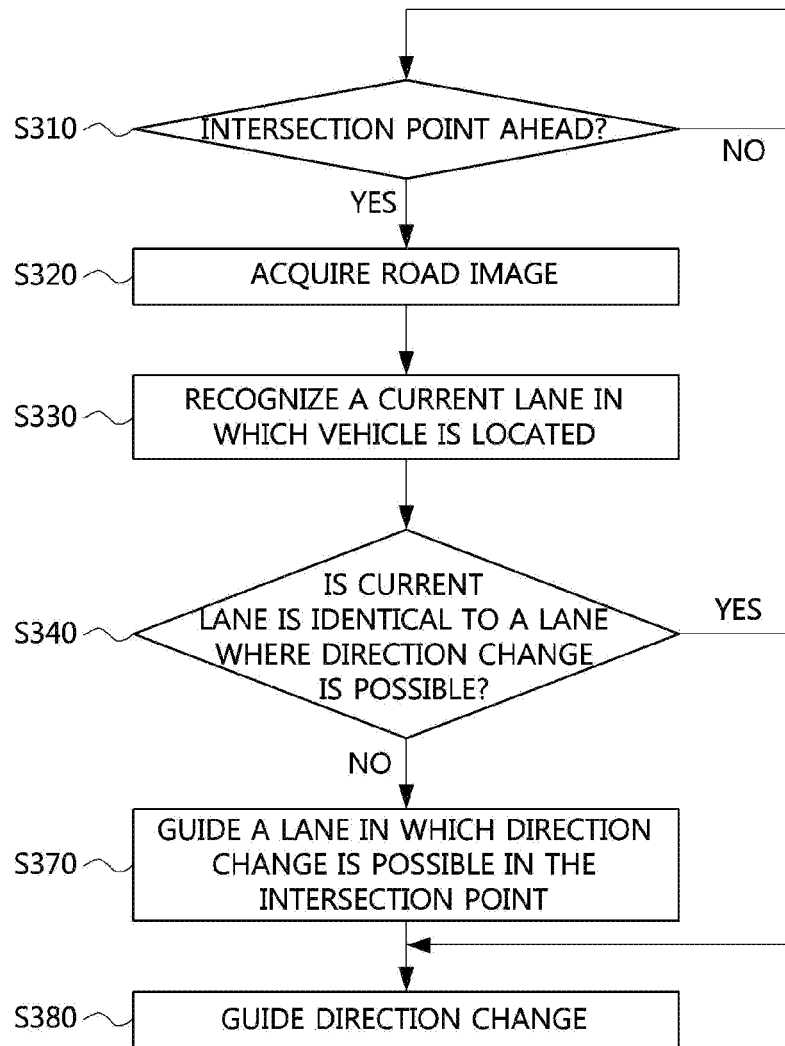 S310
INTERSECTION POINT AHEAD?
NO
YES
S320
ACQUIRE ROAD IMAGE
S330
RECOGNIZE A CURRENT LANE IN
WHICH VEHICLE IS LOCATED
S340
IS CURRENT
LANE IS IDENTICAL TO A LANE
WHERE DIRECTION CHANGE
IS POSSIBLE?
YES
NO
S370
GUIDE A LANE IN WHICH DIRECTION
CHANGE IS POSSIBLE IN THE
INTERSECTION POINT
S380
GUIDE DIRECTION CHANGE